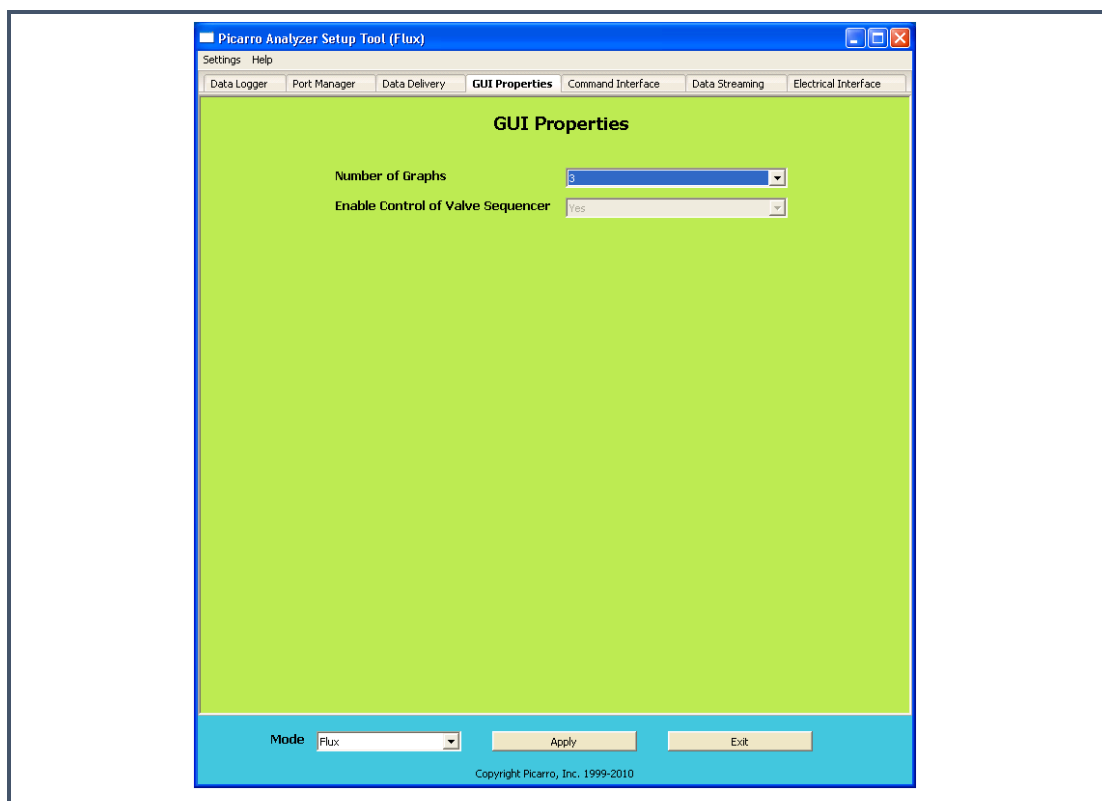 Picarro Analyzer Setup Tool (Flux)
Settings Help
Data Logger Port Manager Data Delivery GUI Properties Command Interface Data Streaming Electrical Interface
GUI Properties
Number of Graphs 3
Enable Control of Valve Sequencer Yes
Mode Flux Apply Exit
Copyright Picarro, Inc. 1999-2010